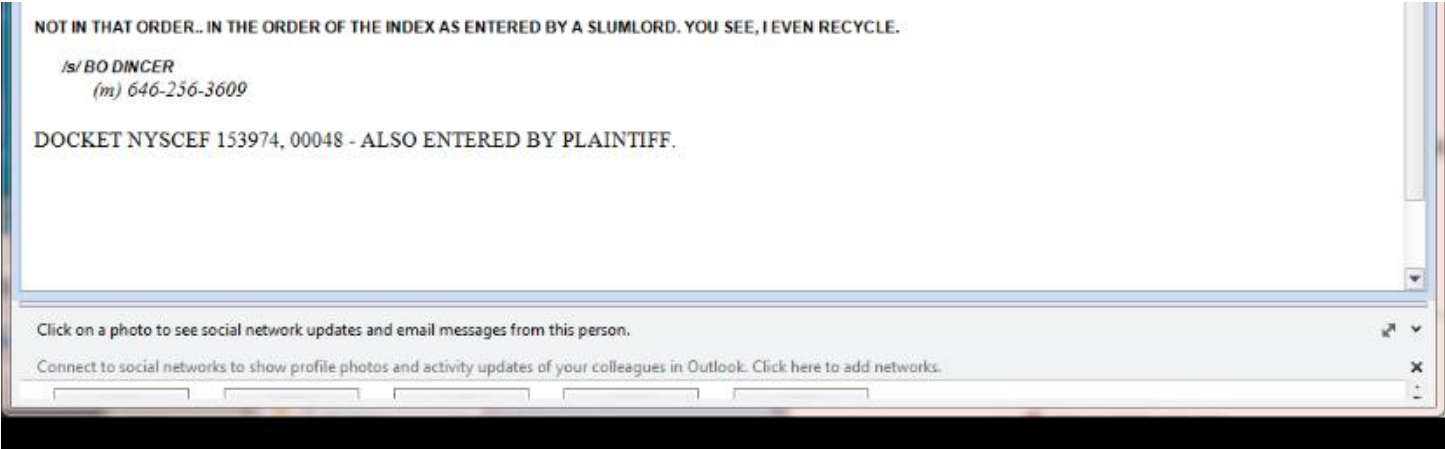 NOT IN THAT ORDER.. IN THE ORDER OF THE INDEX AS ENTERED BY A SLUMLORD. YOU SEE, I EVEN RECYCLE.
/s/ BO DINCER
(m) 646-256-3609
DOCKET NYSCEF 153974, 00048 - ALSO ENTERED BY PLAINTIFF.
Click on a photo to see social network updates and email messages from this person.
Connect to social networks to show profile photos and activity updates of your colleagues in Outlook. Click here to add networks.